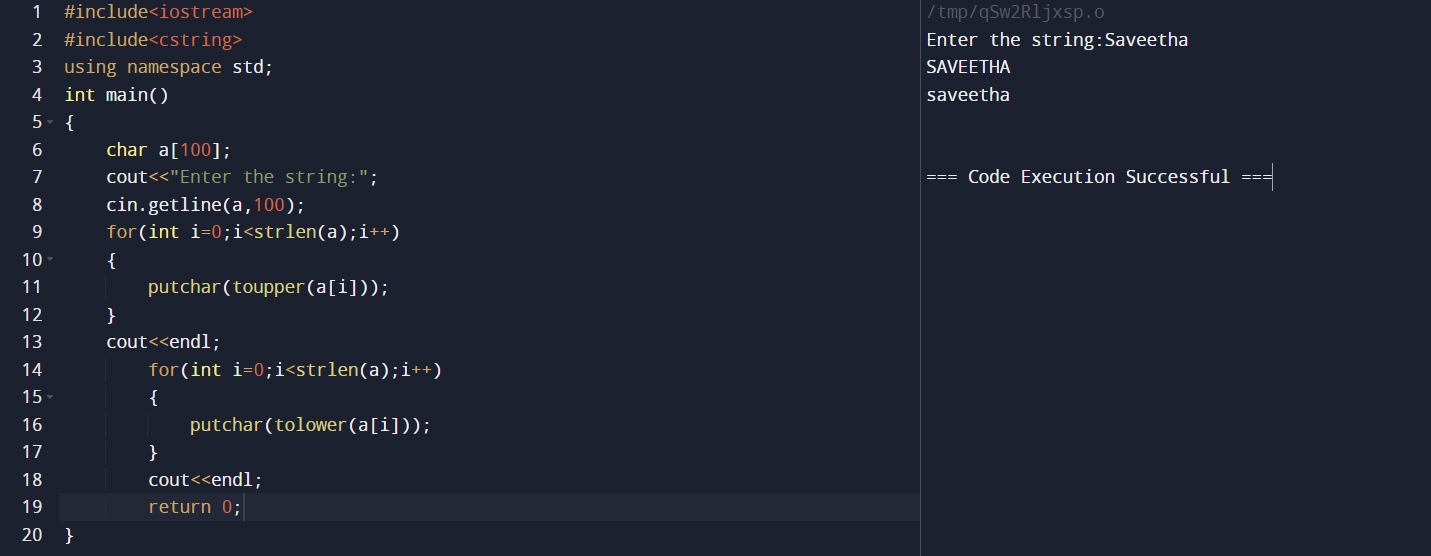 1 #include<iostream>
2 #include<cstring>
3 using namespace std;
4 int main()
5 {
6 char a[100];
7 cout<<"Enter the string:";
8 cin.getline(a,100);
9 for(int i=0;i<strlen(a);i++)
10 {
11 putchar(toupper(a[i]));
12 }
13 cout<<endl;
14 for(int i=0;i<strlen(a);i++)
15 {
16 putchar(tolower(a[i]));
17 }
18 cout<<endl;
19 return 0;
20 }
/tmp/qSw2Rljxsp.o
Enter the string:Saveetha
SAVEETHA
saveetha
=== Code Execution Successful ===